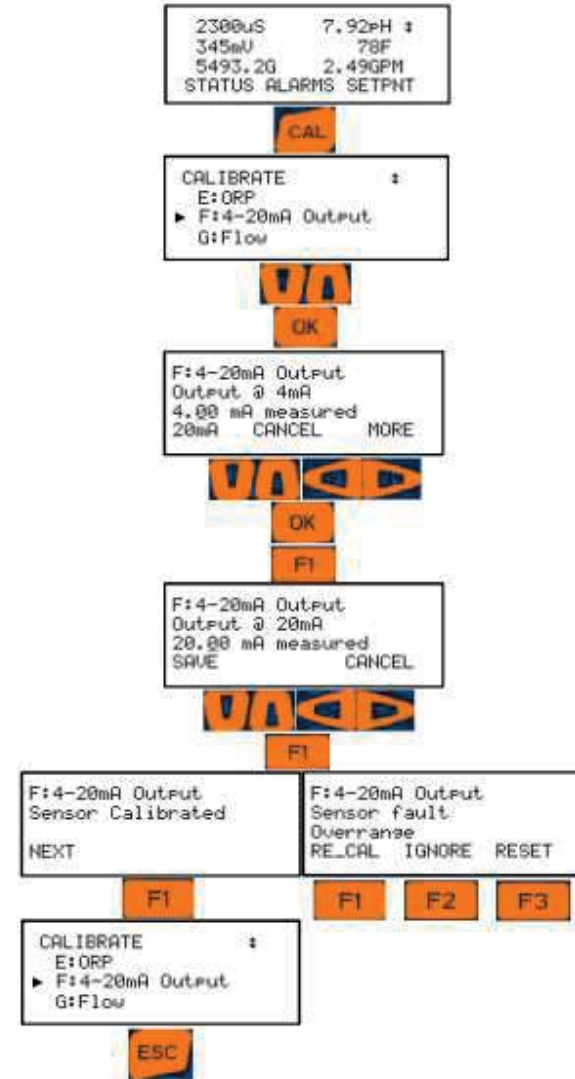 2300uS 7.92pH ↕
345mV 78F
5493.2G 2.49GPM
STATUS ALARMS SETPNT
CAL
CALIBRATE ↕
E:ORP
▶ F:4-20mA Output
G:Flow
OK
F:4-20mA Output
Output @ 4mA
4.00 mA measured
20mA CANCEL MORE
OK
F1
F:4-20mA Output
Output @ 20mA
20.00 mA measured
SAVE CANCEL
F1
F:4-20mA Output
Sensor Calibrated
NEXT
F:4-20mA Output
Sensor fault
Overrange
RE_CAL IGNORE RESET
F1
F1 F2 F3
CALIBRATE ↕
E:ORP
▶ F:4-20mA Output
G:Flow
ESC